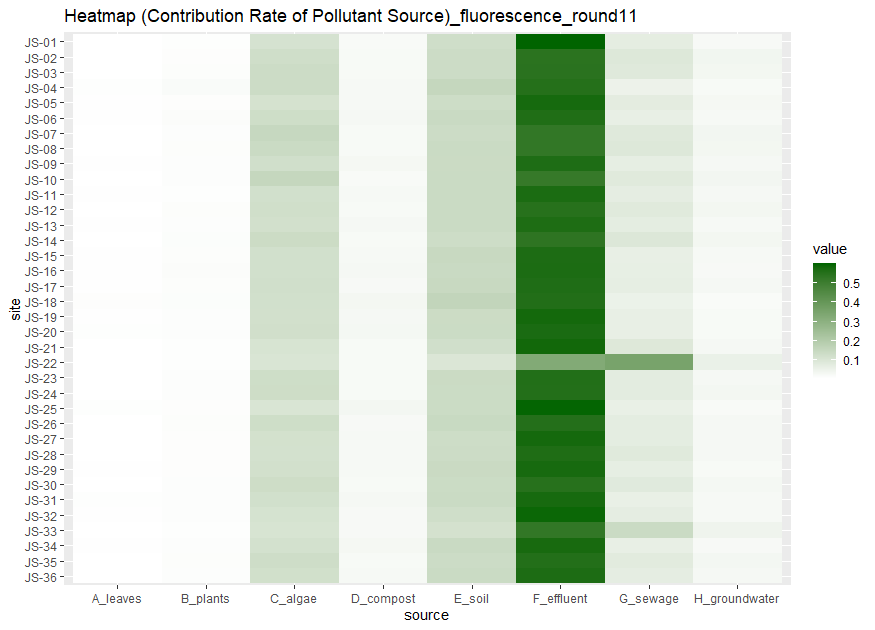 Heatmap (Contribution Rate of Pollutant Source)_fluorescence_round11
site
JS-01
JS-02
JS-03
JS-04
JS-05
JS-06
JS-07
JS-08
JS-09
JS-10
JS-11
JS-12
JS-13
JS-14
JS-15
JS-16
JS-17
JS-18
JS-19
JS-20
JS-21
JS-22
JS-23
JS-24
JS-25
JS-26
JS-27
JS-28
JS-29
JS-30
JS-31
JS-32
JS-33
JS-34
JS-35
JS-36
A_leaves B_plants C_algae D_compost E_soil F_effluent G_sewage H_groundwater
source
value
0.5
0.4
0.3
0.2
0.1